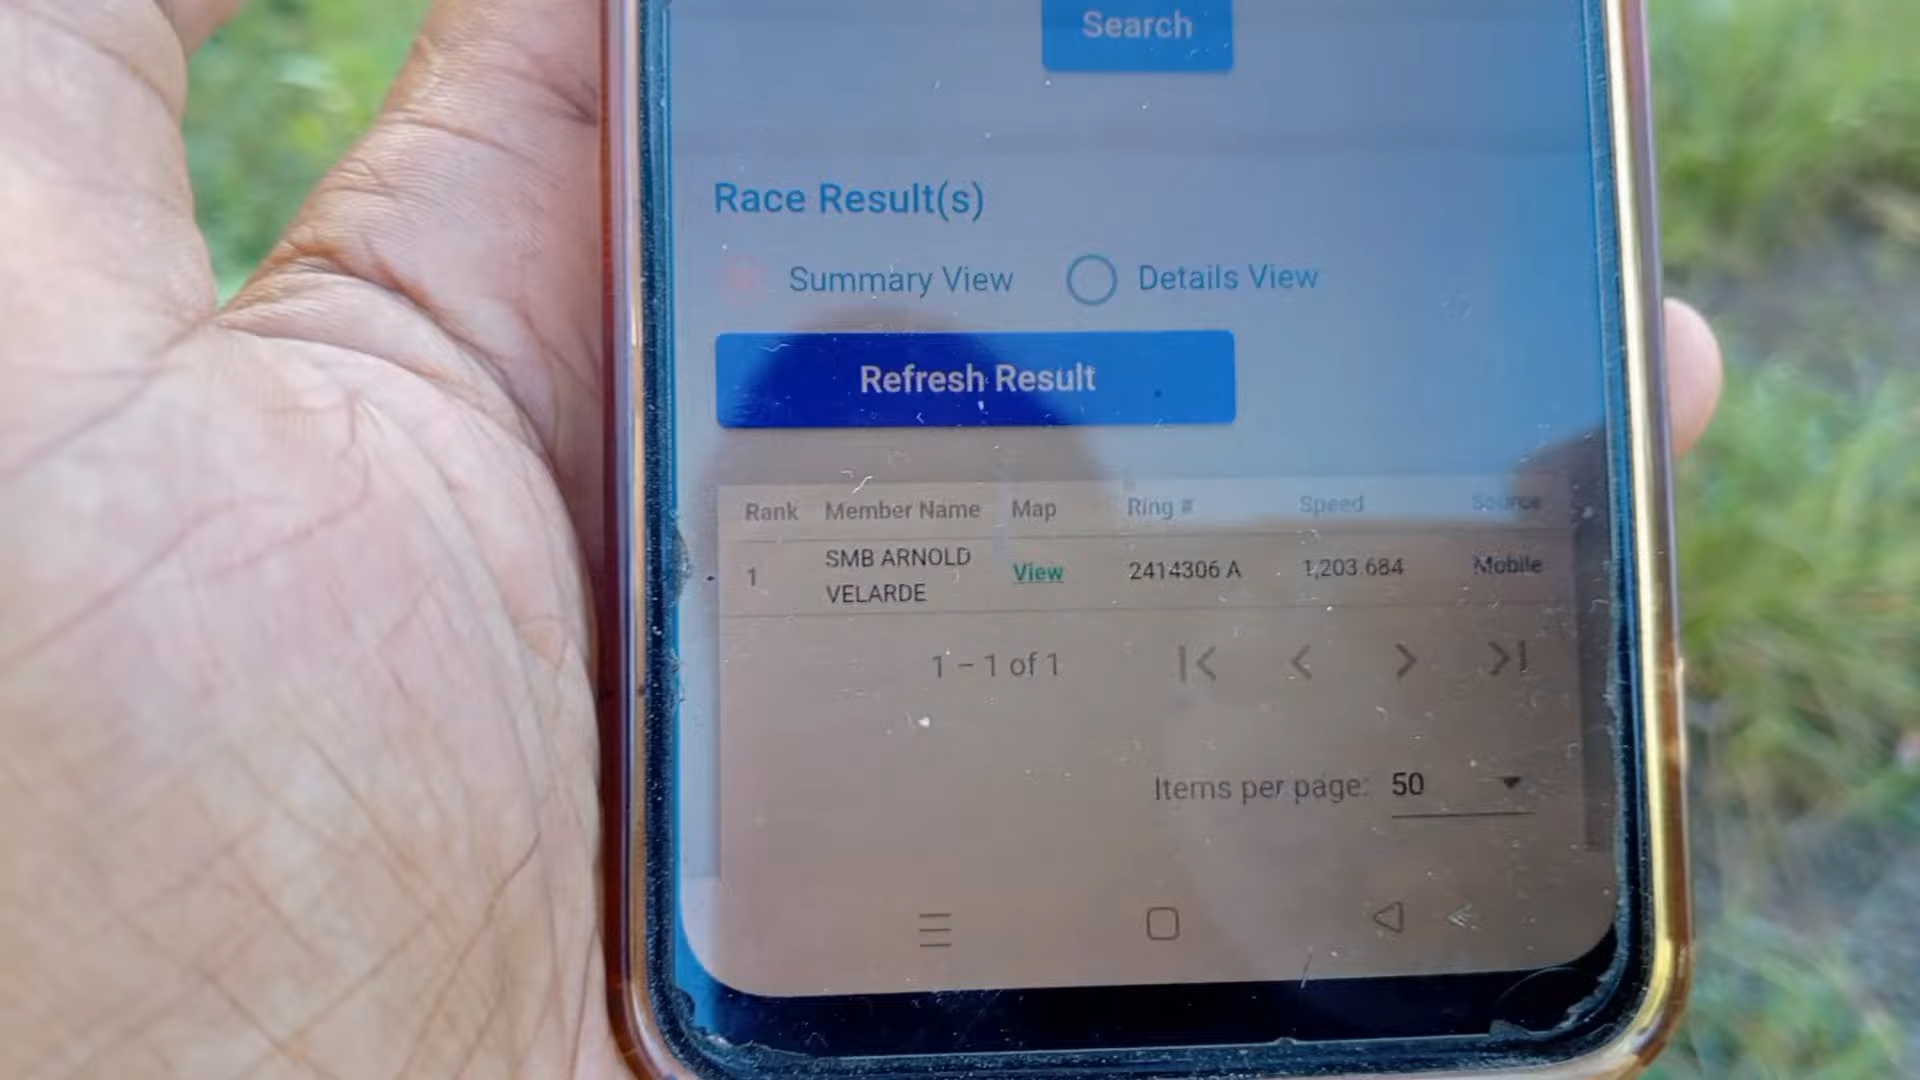 Search
Race Result(s)
Summary View Details View
Refresh Result
Rank Member Name Map Ring # Speed Source
1 SMB ARNOLD VELARDE View 2414306 A 1,203.684 Mobile
1 – 1 of 1
Items per page: 50